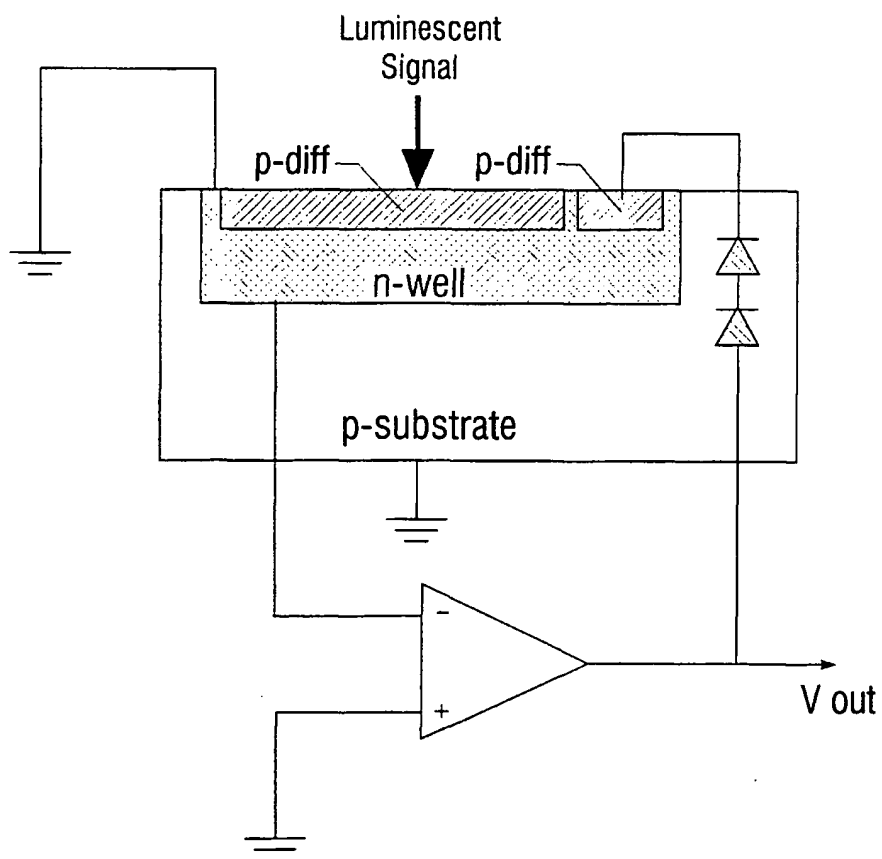 Luminescent
Signal
p-diff
p-diff
n-well
p-substrate
-
+
V out